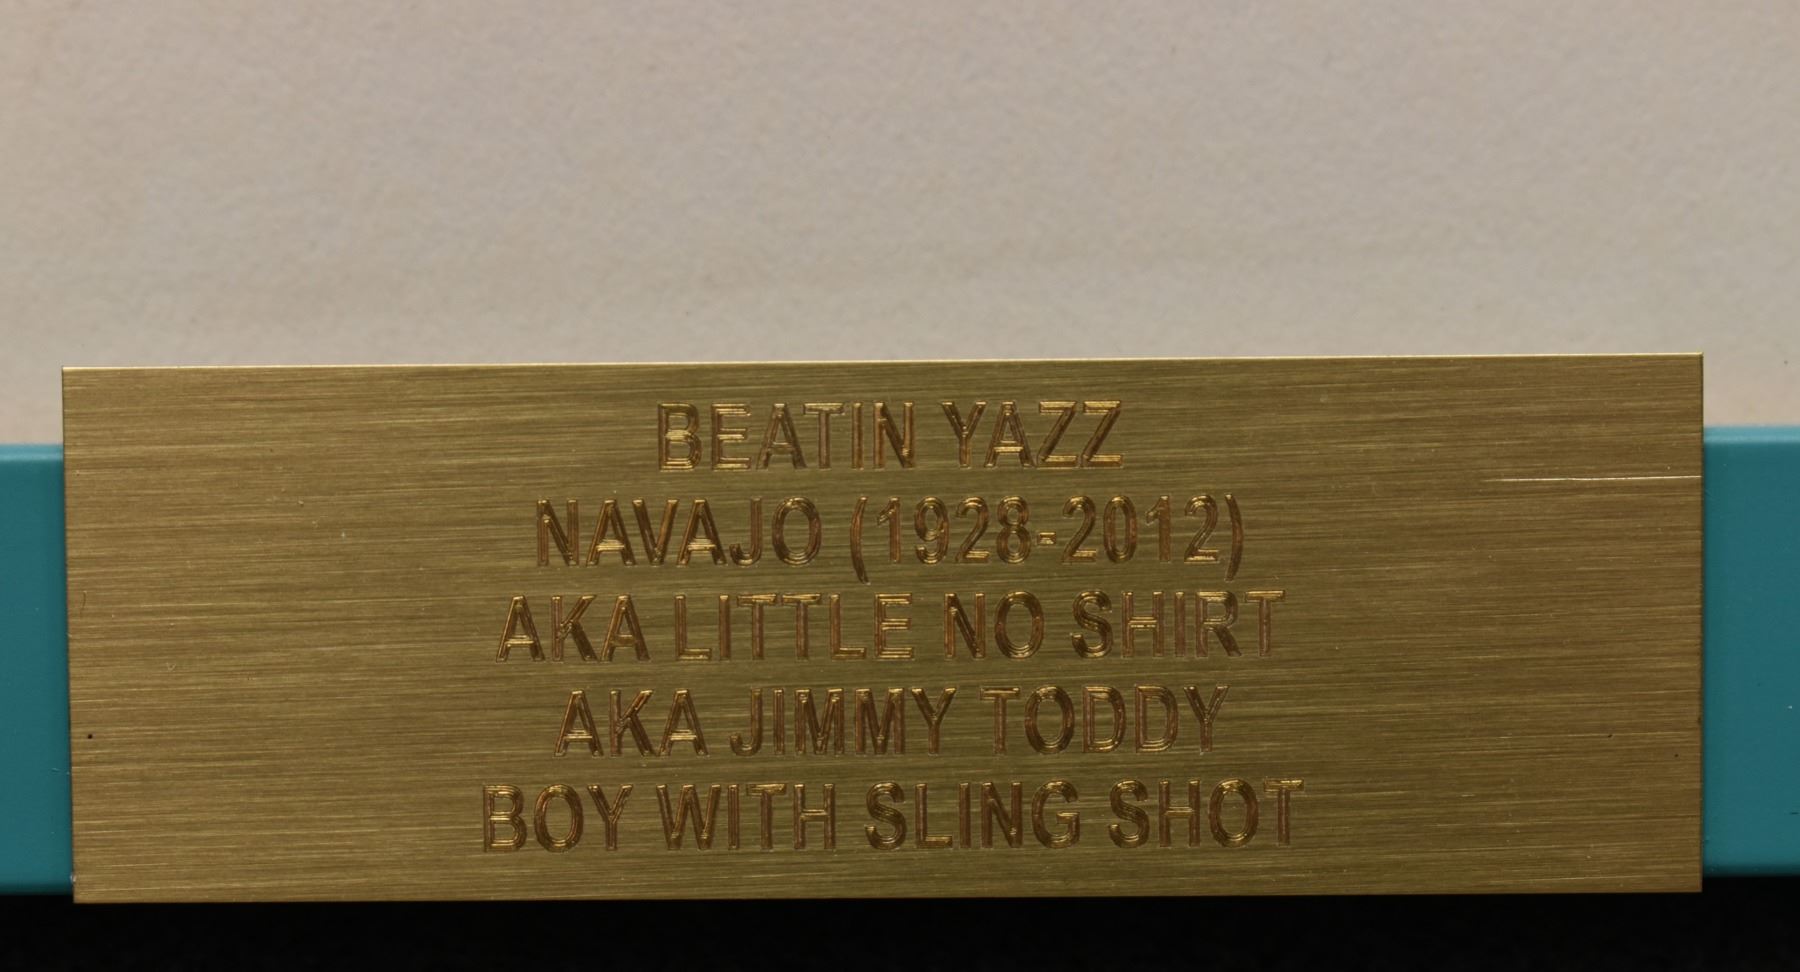 BEATIN YAZZ
NAVAJO (1928-2012)
AKA LITTLE NO SHIRT
AKA JIMMY TODDY
BOY WITH SLING SHOT